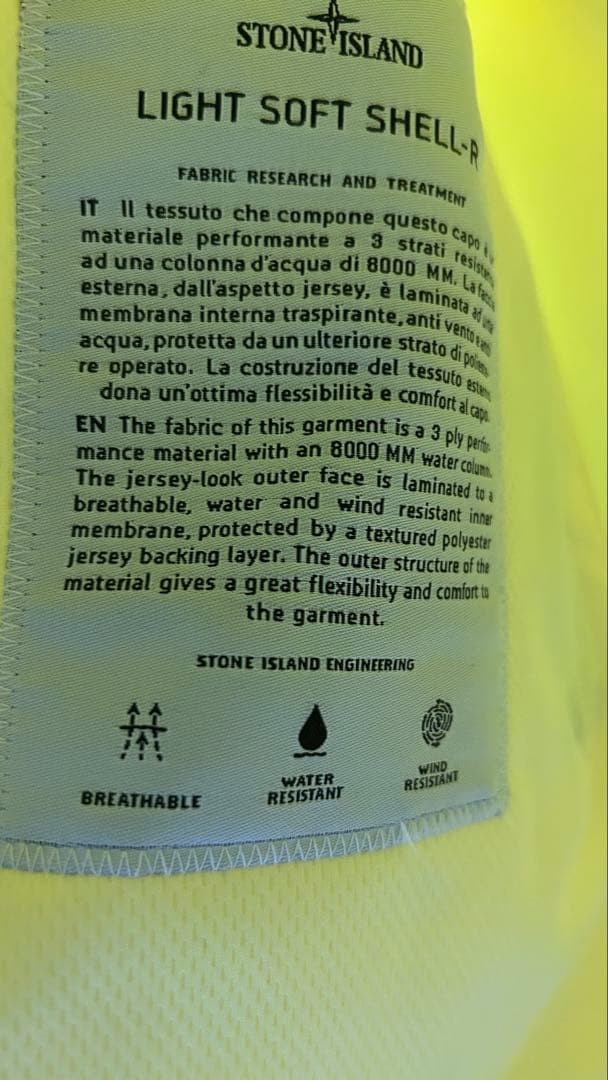 STONE ISLAND
LIGHT SOFT SHELL-R
FABRIC RESEARCH AND TREATMENT
IT Il tessuto che compone questo capo è
materiale performante a 3 strati
ad una colonna d'acqua di 8000 MM. La
esterna, dall'aspetto jersey, è laminata ad
membrana interna traspirante, anti vento e
acqua, protetta da un ulteriore strato di
re operato. La costruzione del tessuto
dona un'ottima flessibilità e comfort al capo.
EN The fabric of this garment is a 3 ply perfor-
mance material with an 8000 MM water column.
The jersey-look outer face is laminated to a
breathable, water and wind resistant inner
membrane, protected by a textured polyester
jersey backing layer. The outer structure of the
material gives a great flexibility and comfort to
the garment.
STONE ISLAND ENGINEERING
BREATHABLE
WATER
RESISTANT
WIND
RESISTANT